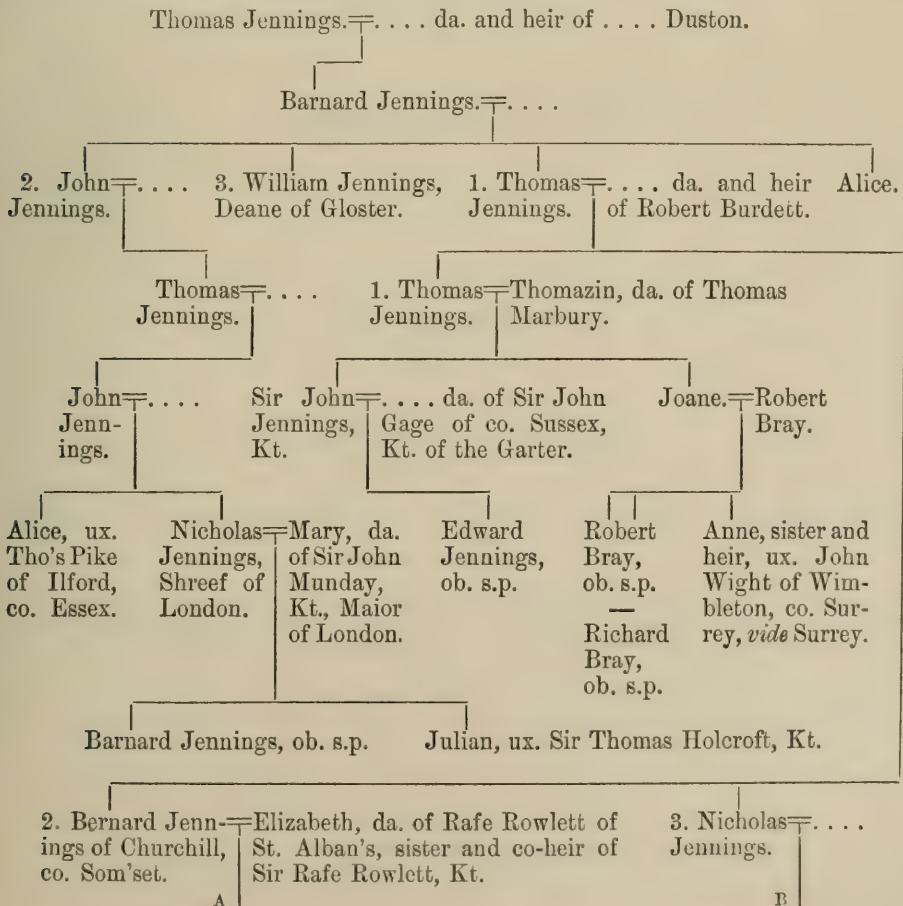 Thomas Jennings.=. . . . da. and heir of . . . . Duston.
Barnard Jennings.=. . . .
2. John=. . . . 3. William Jennings, 1. Thomas=. . . . da. and heir Alice.
Jennings. Deane of Gloster. Jennings. of Robert Burdett.
Thomas=. . . . 1. Thomas=Thomazin, da. of Thomas
Jennings. Jennings. Marbury.
John=. . . . Sir John=. . . . da. of Sir John Joane.=Robert
Jenn- Jennings, Gage of co. Sussex, Bray.
ings. Kt. Kt. of the Garter.
Alice, ux. Nicholas=Mary, da. Edward Robert Anne, sister and
Tho's Pike Jennings, of Sir John Jennings, Bray, heir, ux. John
of Ilford, Shreef of Munday, ob. s.p. ob. s.p. Wight of Wim-
co. Essex. London. Kt., Maior — bleton, co. Sur-
of London. Richard rey, vide Surrey.
Bray,
ob. s.p.
Barnard Jennings, ob. s.p. Julian, ux. Sir Thomas Holcroft, Kt.
2. Bernard Jenn-=Elizabeth, da. of Rafe Rowlett of 3. Nicholas=. . . .
ings of Churchill, St. Alban's, sister and co-heir of Jennings.
co. Som'set. Sir Rafe Rowlett, Kt.
A B